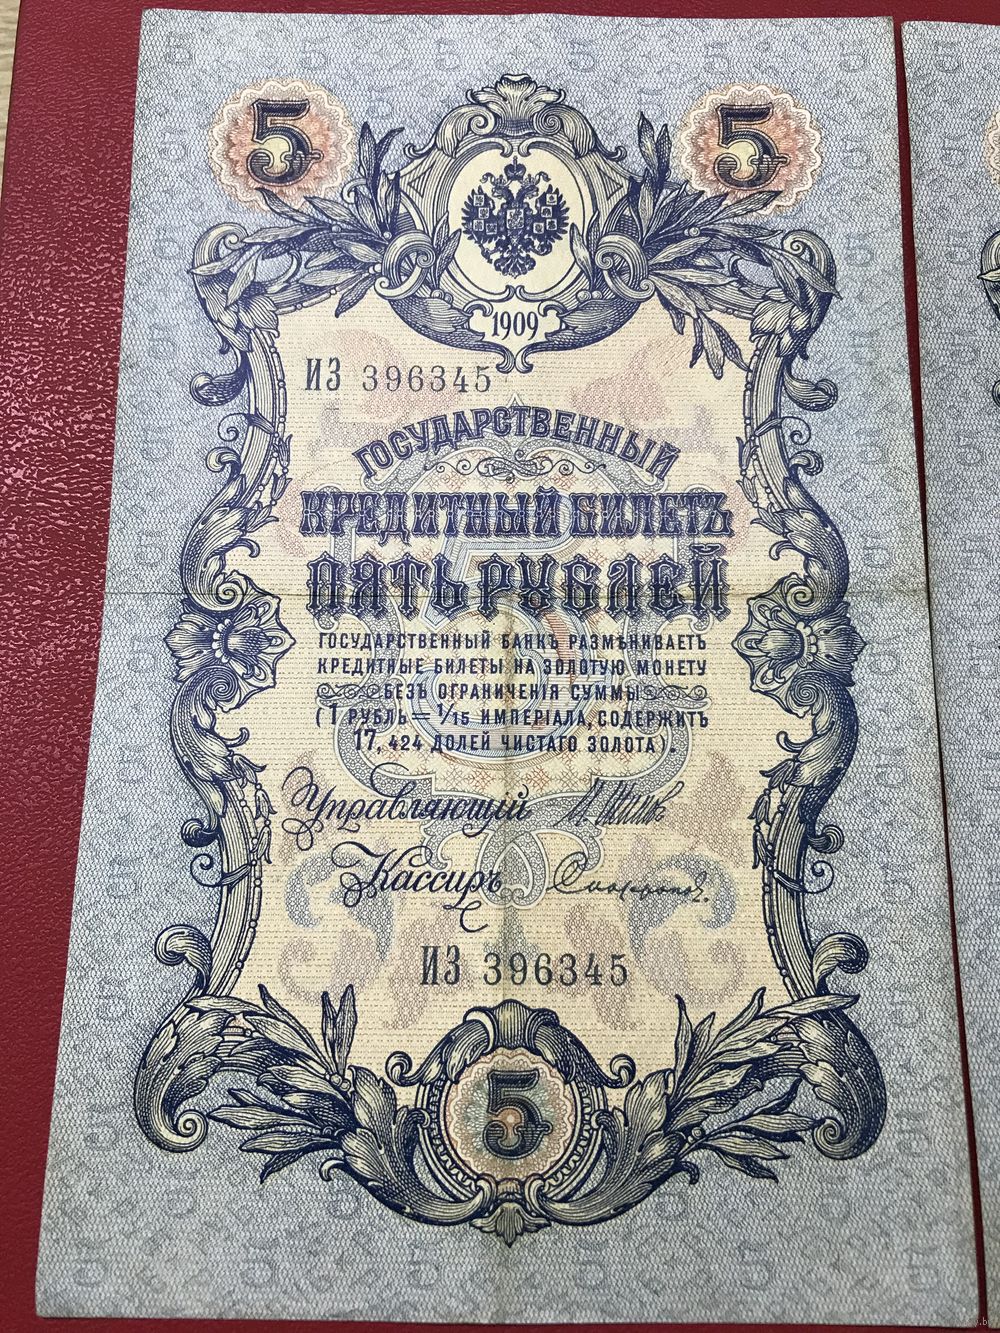 5 5
1909
ИЗ 396345
ГОСУДАРСТВЕННЫЙ
КРЕДИТНЫЙ БИЛЕТЪ
ПЯТЬ РУБЛЕЙ
ГОСУДАРСТВЕННЫЙ БАНКЪ РАЗМѢНИВАЕТЪ
КРЕДИТНЫЕ БИЛЕТЫ НА ЗОЛОТУЮ МОНЕТУ
БЕЗЪ ОГРАНИЧЕНІЯ СУММЫ
(1 РУБЛЬ = 1/15 ИМПЕРІАЛА, СОДЕРЖИТЪ
17,424 ДОЛЕЙ ЧИСТАГО ЗОЛОТА).
Управляющій
Кассиръ
ИЗ 396345
5